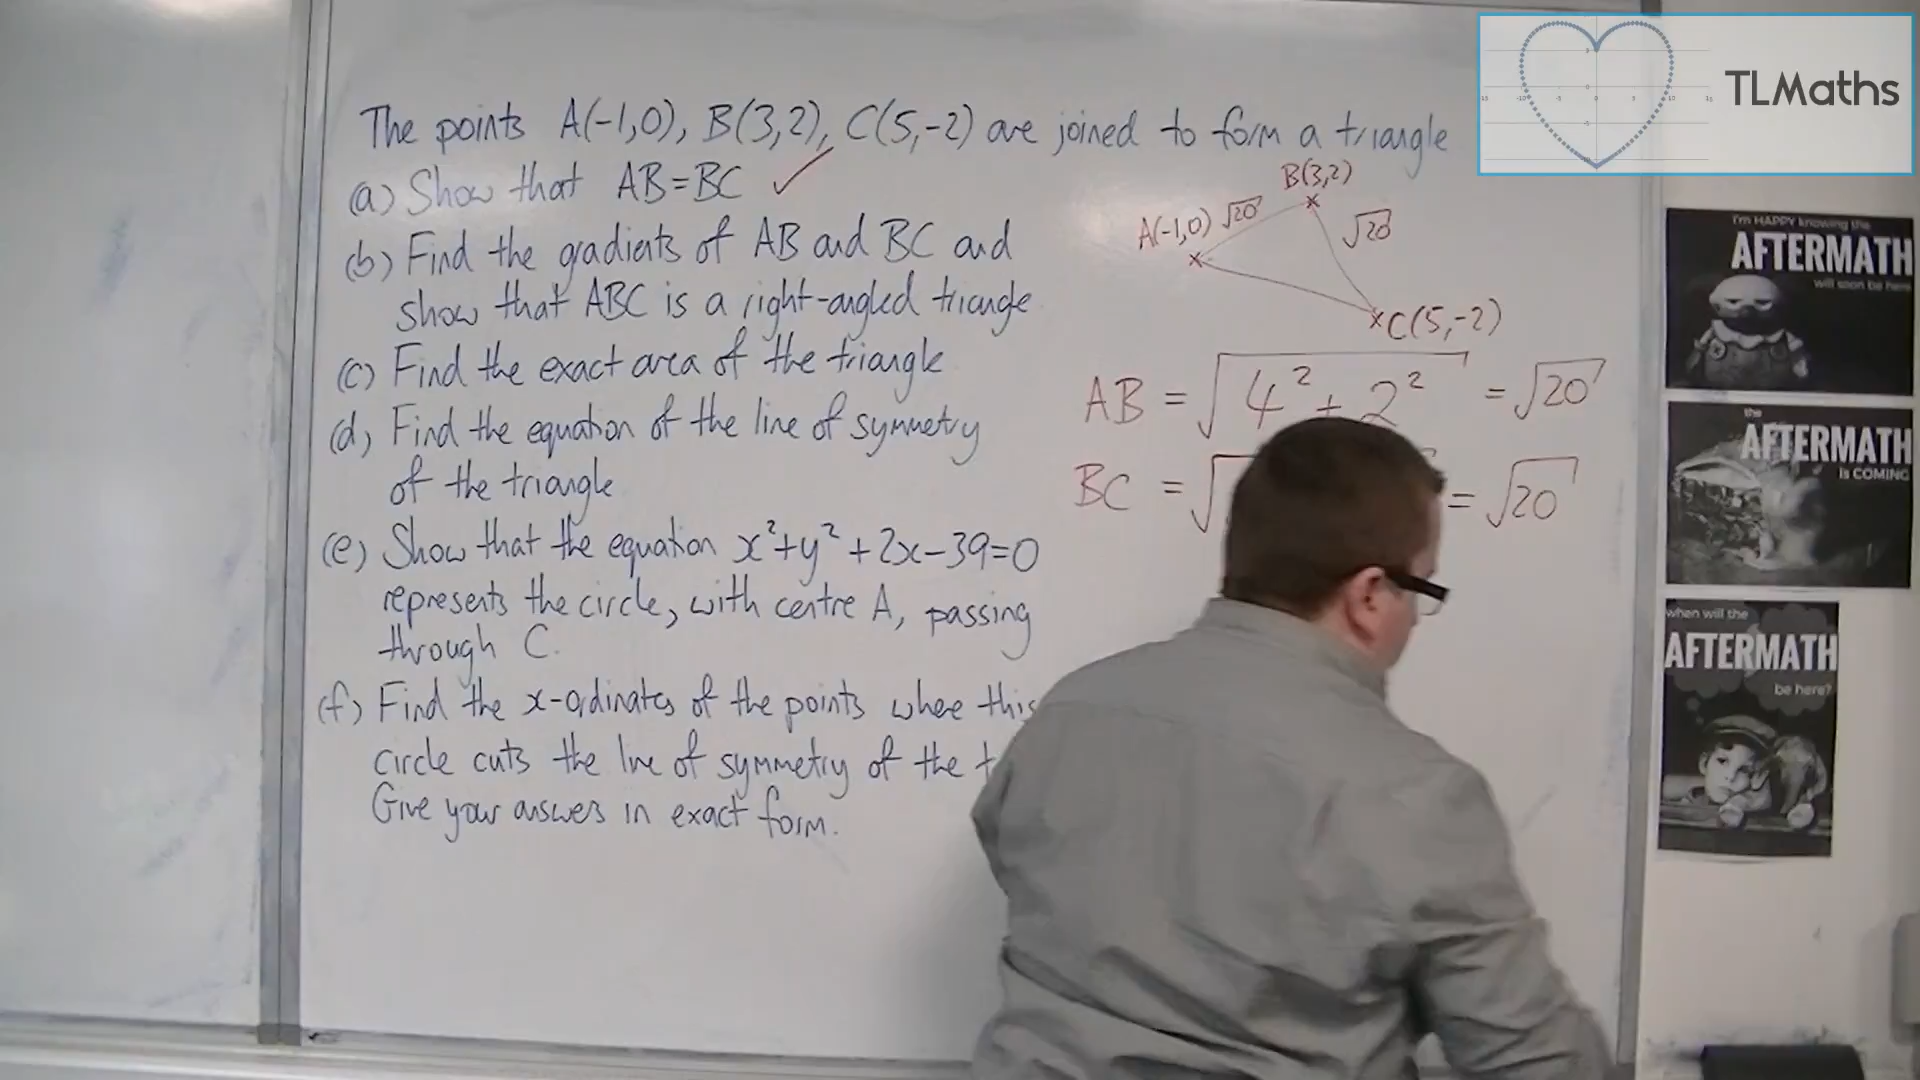 The points A(-1,0), B(3,2), C(5,-2) are joined to form a triangle
(a) Show that AB=BC ✓
(b) Find the gradients of AB and BC and
show that ABC is a right-angled triangle
(c) Find the exact area of the triangle
(d) Find the equation of the line of symmetry
of the triangle
(e) Show that the equation x²+y²+2x-39=0
represents the circle, with centre A, passing
through C.
(f) Find the x-ordinates of the points where this
circle cuts the line of symmetry of the t
Give your answer in exact form.
B(3,2)
A(-1,0) √20
√20
C(5,-2)
AB = √4² + 2² = √20
BC = √ = √20
TLMaths
I'm HAPPY knowing the
AFTERMATH
will soon be here
the
AFTERMATH
is COMING
when will the
AFTERMATH
be here?